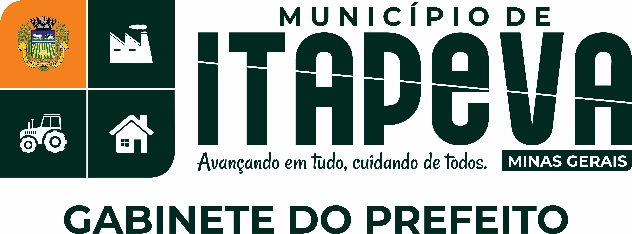 MUNICÍPIO DE
ITAPEVA
Avançando em tudo, cuidando de todos.
MINAS GERAIS
GABINETE DO PREFEITO